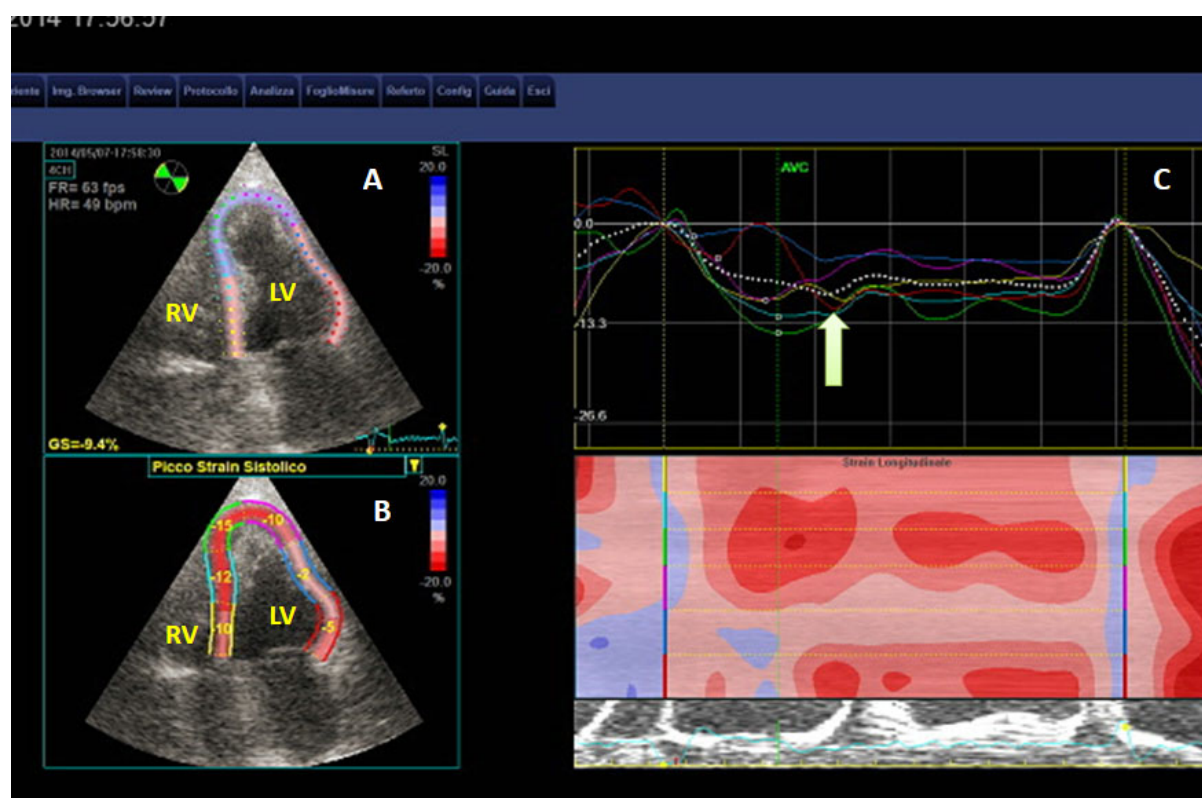 2014 17:56:57
Img. Browser Review Protocollo Analizza FoglioMisure Referto Config Guida Esci
2014/05/07-17:58:30
4CH
FR= 63 fps
HR= 49 bpm
A
SL
20.0
-20.0
%
RV
LV
GS=-9.4%
Picco Strain Sistolico
B
20.0
-20.0
%
-15
-10
-12
-2
-10
-5
RV
LV
AVC
C
0.0
-13.3
-26.6
Strain Longitudinale